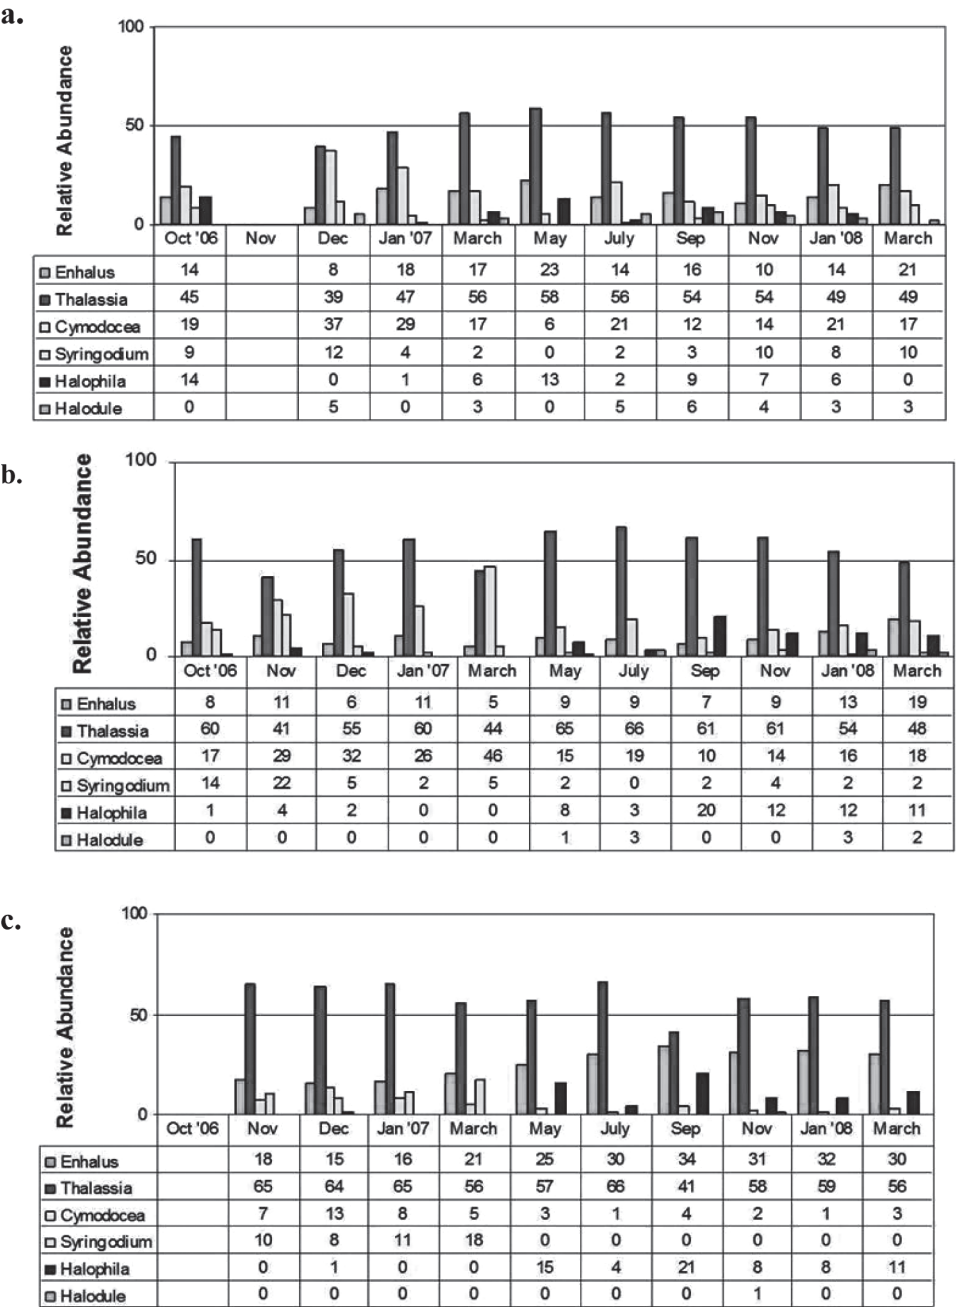 a.
Relative Abundance
100
50
0
Oct '06 Nov Dec Jan '07 March May July Sep Nov Jan '08 March
Enhalus 14 8 18 17 23 14 16 10 14 21
Thalassia 45 39 47 56 58 56 54 54 49 49
Cymodocea 19 37 29 17 6 21 12 14 21 17
Syringodium 9 12 4 2 0 2 3 10 8 10
Halophila 14 0 1 6 13 2 9 7 6 0
Halodule 0 5 0 3 0 5 6 4 3 3
b.
Relative Abundance
100
50
0
Oct '06 Nov Dec Jan '07 March May July Sep Nov Jan '08 March
Enhalus 8 11 6 11 5 9 9 7 9 13 19
Thalassia 60 41 55 60 44 65 66 61 61 54 48
Cymodocea 17 29 32 26 46 15 19 10 14 16 18
Syringodium 14 22 5 2 5 2 0 2 4 2 2
Halophila 1 4 2 0 0 8 3 20 12 12 11
Halodule 0 0 0 0 0 1 3 0 0 3 2
c.
Relative Abundance
100
50
0
Oct '06 Nov Dec Jan '07 March May July Sep Nov Jan '08 March
Enhalus 18 15 16 21 25 30 34 31 32 30
Thalassia 65 64 65 56 57 66 41 58 59 56
Cymodocea 7 13 8 5 3 1 4 2 1 3
Syringodium 10 8 11 18 0 0 0 0 0 0
Halophila 0 1 0 0 15 4 21 8 8 11
Halodule 0 0 0 0 0 0 0 1 0 0